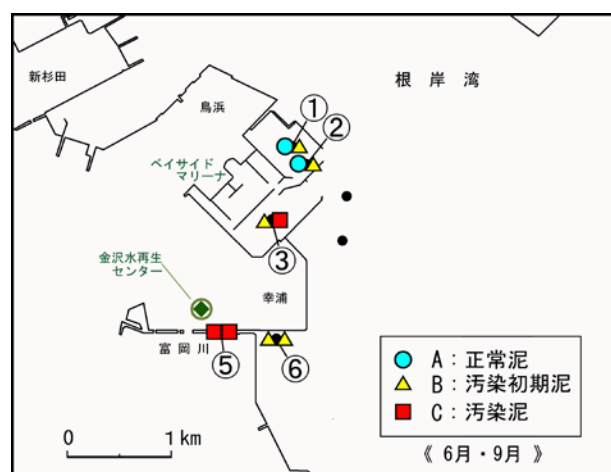 新杉田
鳥浜
根岸湾
①
②
ベイサイド
マリーナ
③
金沢水再生
センター
幸浦
富岡川
⑤
⑥
A：正常泥
B：汚染初期泥
C：汚染泥
0 1km
《 6月・9月 》